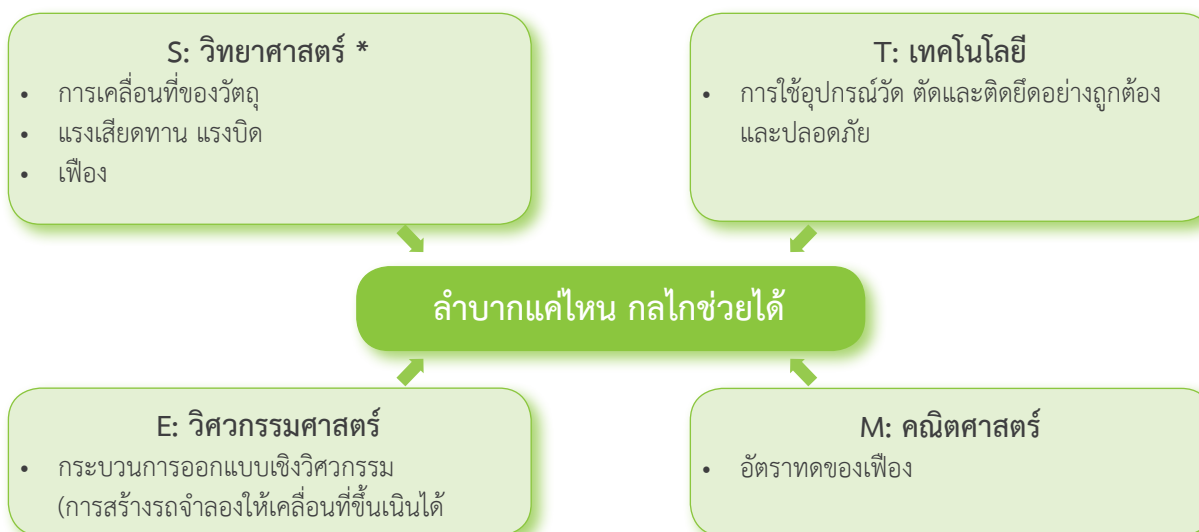 S: วิทยาศาสตร์ *
• การเคลื่อนที่ของวัตถุ
• แรงเสียดทาน แรงบิด
• เฟือง
T: เทคโนโลยี
• การใช้อุปกรณ์วัด ตัดและติดยึดอย่างถูกต้อง
และปลอดภัย
ลำบากแค่ไหน กลไกช่วยได้
E: วิศวกรรมศาสตร์
• กระบวนการออกแบบเชิงวิศวกรรม
(การสร้างรถจำลองให้เคลื่อนที่ขึ้นเนินได้
M: คณิตศาสตร์
• อัตราทดของเฟือง